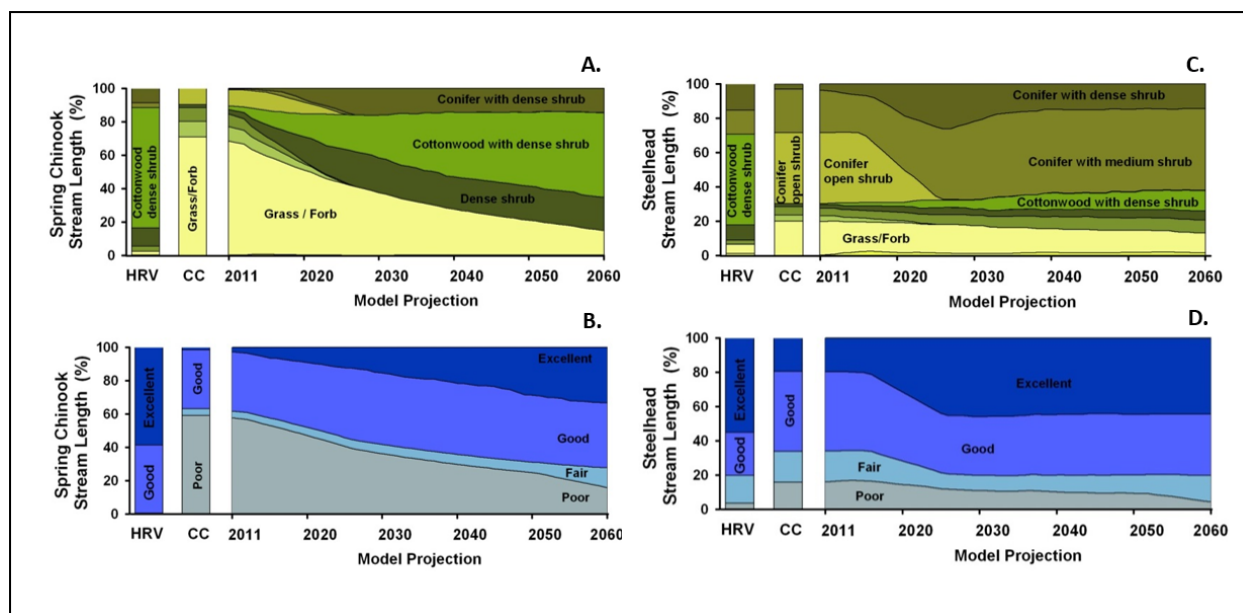 A.
Spring Chinook
Stream Length (%)
100
80
60
40
20
0
Cottonwood
dense shrub
Grass/Forb
Conifer with dense shrub
Cottonwood with dense shrub
Dense shrub
Grass / Forb
HRV CC 2011 2020 2030 2040 2050 2060
Model Projection
B.
Spring Chinook
Stream Length (%)
100
80
60
40
20
0
Excellent
Good
Good
Poor
Excellent
Good
Fair
Poor
HRV CC 2011 2020 2030 2040 2050 2060
Model Projection
C.
Steelhead
Stream Length (%)
100
80
60
40
20
0
Cottonwood
dense shrub
Conifer
open shrub
Conifer with dense shrub
Conifer
open shrub
Conifer with medium shrub
Cottonwood with dense shrub
Grass/Forb
HRV CC 2011 2020 2030 2040 2050 2060
Model Projection
D.
Steelhead
Stream Length (%)
100
80
60
40
20
0
Excellent
Good
Good
Excellent
Good
Fair
Poor
HRV CC 2011 2020 2030 2040 2050 2060
Model Projection